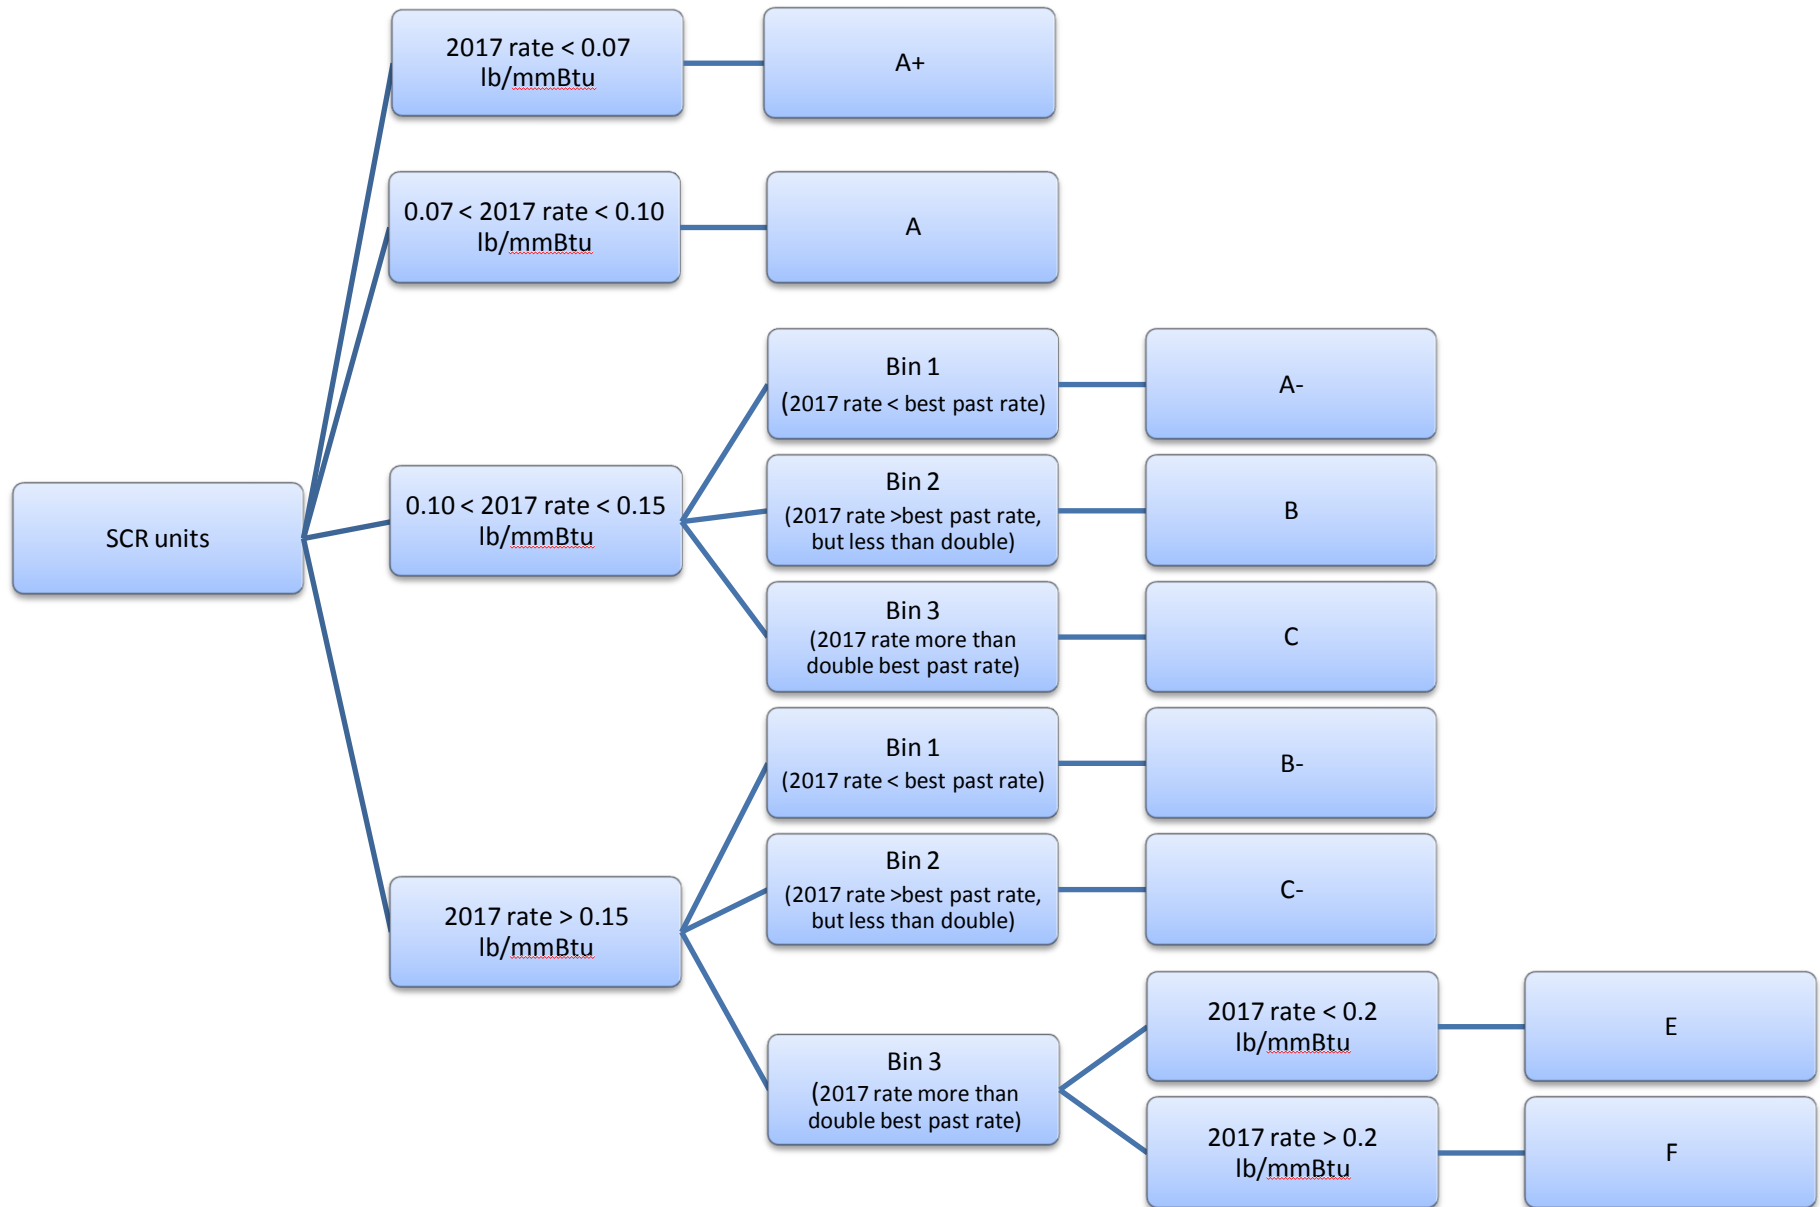 SCR units
2017 rate < 0.07
lb/mmBtu
A+
0.07 < 2017 rate < 0.10
lb/mmBtu
A
0.10 < 2017 rate < 0.15
lb/mmBtu
Bin 1
(2017 rate < best past rate)
A-
Bin 2
(2017 rate >best past rate,
but less than double)
B
Bin 3
(2017 rate more than
double best past rate)
C
2017 rate > 0.15
lb/mmBtu
Bin 1
(2017 rate < best past rate)
B-
Bin 2
(2017 rate >best past rate,
but less than double)
C-
Bin 3
(2017 rate more than
double best past rate)
2017 rate < 0.2
lb/mmBtu
E
2017 rate > 0.2
lb/mmBtu
F